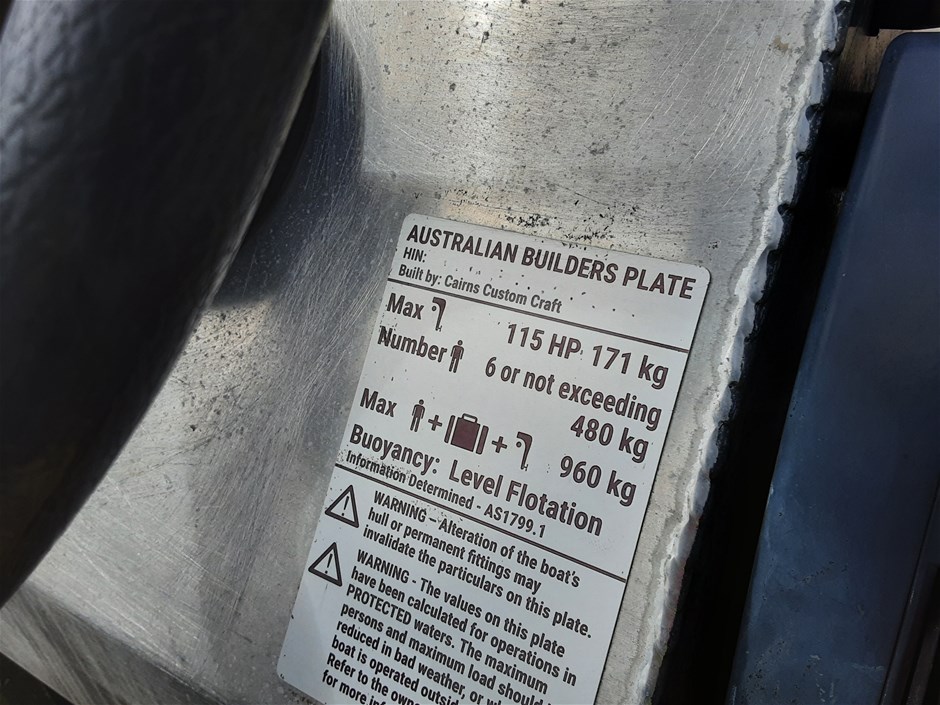 AUSTRALIAN BUILDERS PLATE
HIN:
Built by: Cairns Custom Craft
Max 115 HP 171 kg
Number 6 or not exceeding
480 kg
Max + + 960 kg
Buoyancy: Level Flotation
Information Determined - AS1799.1
WARNING - Alteration of the boat's
hull or permanent fittings may
invalidate the particulars on this plate.
WARNING - The values on this plate
have been calculated for operations in
PROTECTED waters. The maximum
persons and maximum load should
reduced in bad weather, or
boat is operated
Refer to the
for more